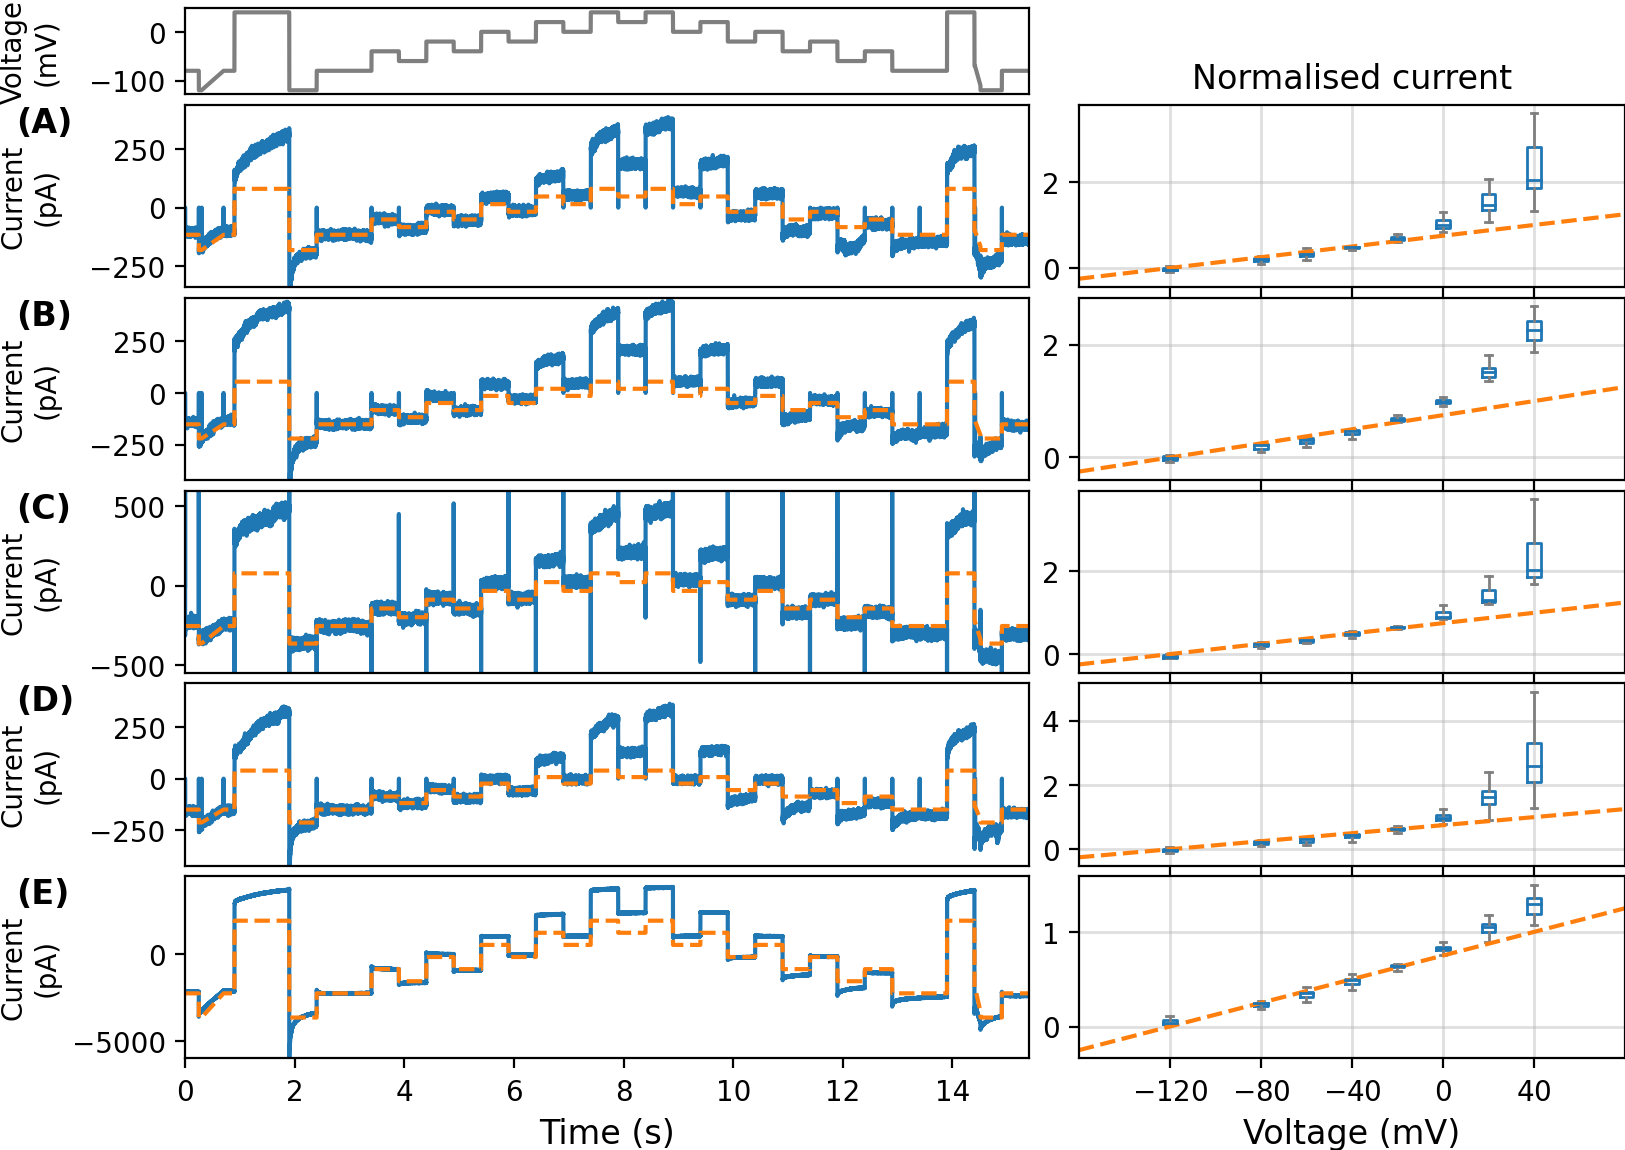 Voltage
(mV)
0
−100
Normalised current
(A)
Current
(pA)
250
0
−250
2
0
(B)
Current
(pA)
250
0
−250
2
0
(C)
Current
(pA)
500
0
−500
2
0
(D)
Current
(pA)
250
0
−250
4
2
0
(E)
Current
(pA)
0
−5000
1
0
0 2 4 6 8 10 12 14
Time (s)
−120 −80 −40 0 40
Voltage (mV)